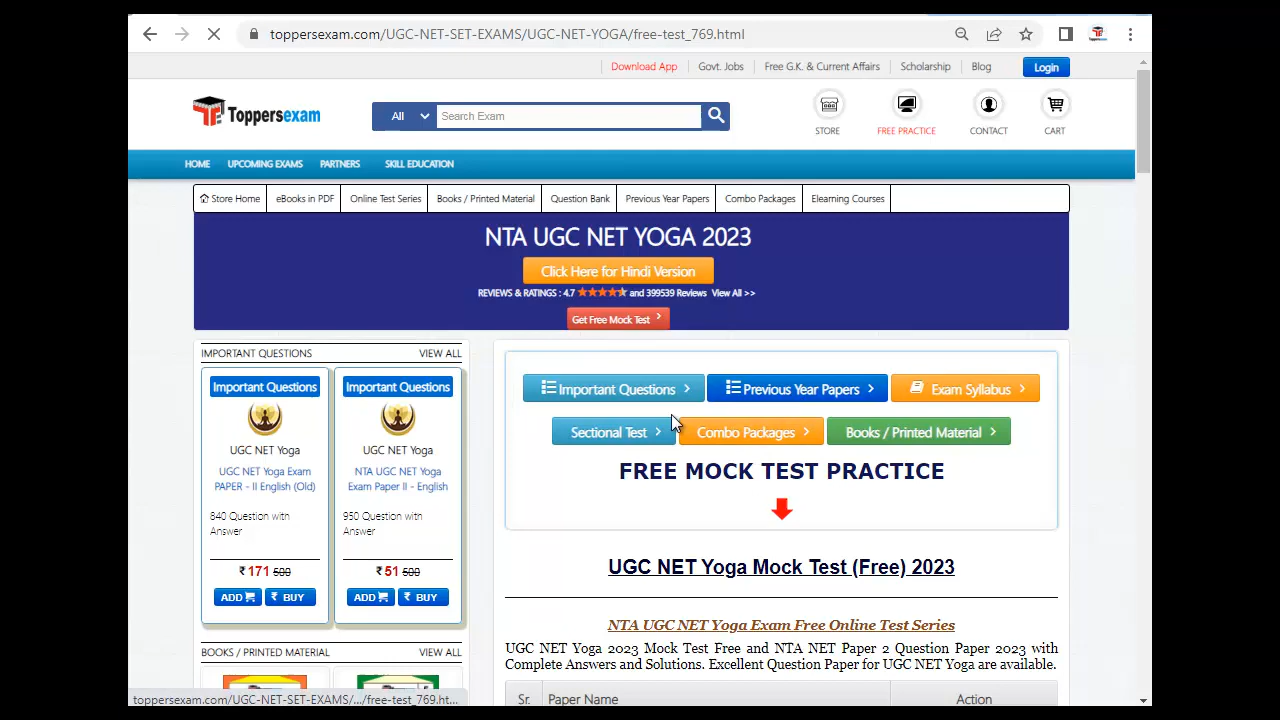 toppersexam.com/UGC-NET-SET-EXAMS/UGC-NET-YOGA/free-test_769.html
Download App
Govt. Jobs
Free G.K. & Current Affairs
Scholarship
Blog
Login
Toppersexam
All
Search Exam
STORE
FREE PRACTICE
CONTACT
CART
HOME
UPCOMING EXAMS
PARTNERS
SKILL EDUCATION
Store Home
eBooks in PDF
Online Test Series
Books / Printed Material
Question Bank
Previous Year Papers
Combo Packages
Elearning Courses
NTA UGC NET YOGA 2023
Click Here for Hindi Version
REVIEWS & RATINGS : 4.7 ★★★★★ and 399539 Reviews View All >>
Get Free Mock Test >
IMPORTANT QUESTIONS
VIEW ALL
Important Questions
UGC NET Yoga
UGC NET Yoga Exam
PAPER - II English (Old)
840 Question with
Answer
₹171 500
ADD
₹ BUY
Important Questions
UGC NET Yoga
NTA UGC NET Yoga
Exam Paper II - English
950 Question with
Answer
₹51 500
ADD
₹ BUY
BOOKS / PRINTED MATERIAL
VIEW ALL
Important Questions >
Previous Year Papers >
Exam Syllabus >
Sectional Test >
Combo Packages >
Books / Printed Material >
FREE MOCK TEST PRACTICE
UGC NET Yoga Mock Test (Free) 2023
NTA UGC NET Yoga Exam Free Online Test Series
UGC NET Yoga 2023 Mock Test Free and NTA NET Paper 2 Question Paper 2023 with
Complete Answers and Solutions. Excellent Question Paper for UGC NET Yoga are available.
Sr.
Paper Name
Action
toppersexam.com/UGC-NET-SET-EXAMS/.../free-test_769.ht...